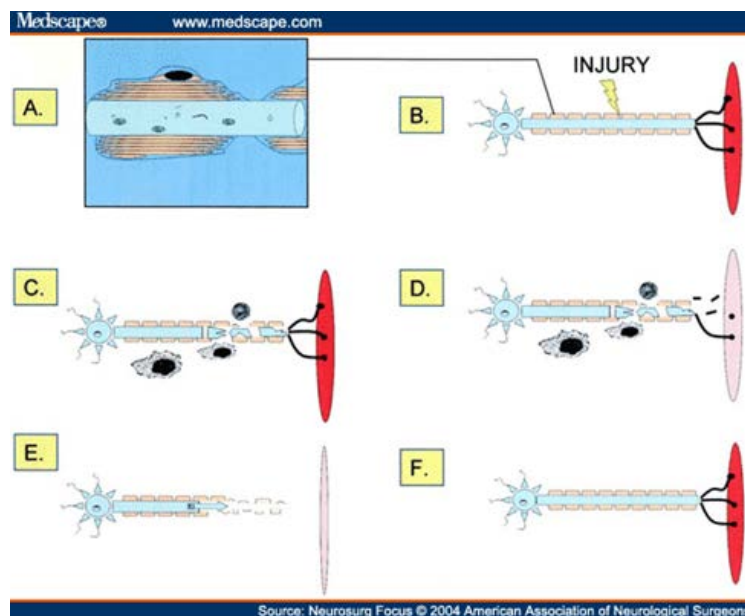 Medscape® www.medscape.com
A.
INJURY
B.
C.
D.
E.
F.
Source: Neurosurg Focus © 2004 American Association of Neurological Surgeons